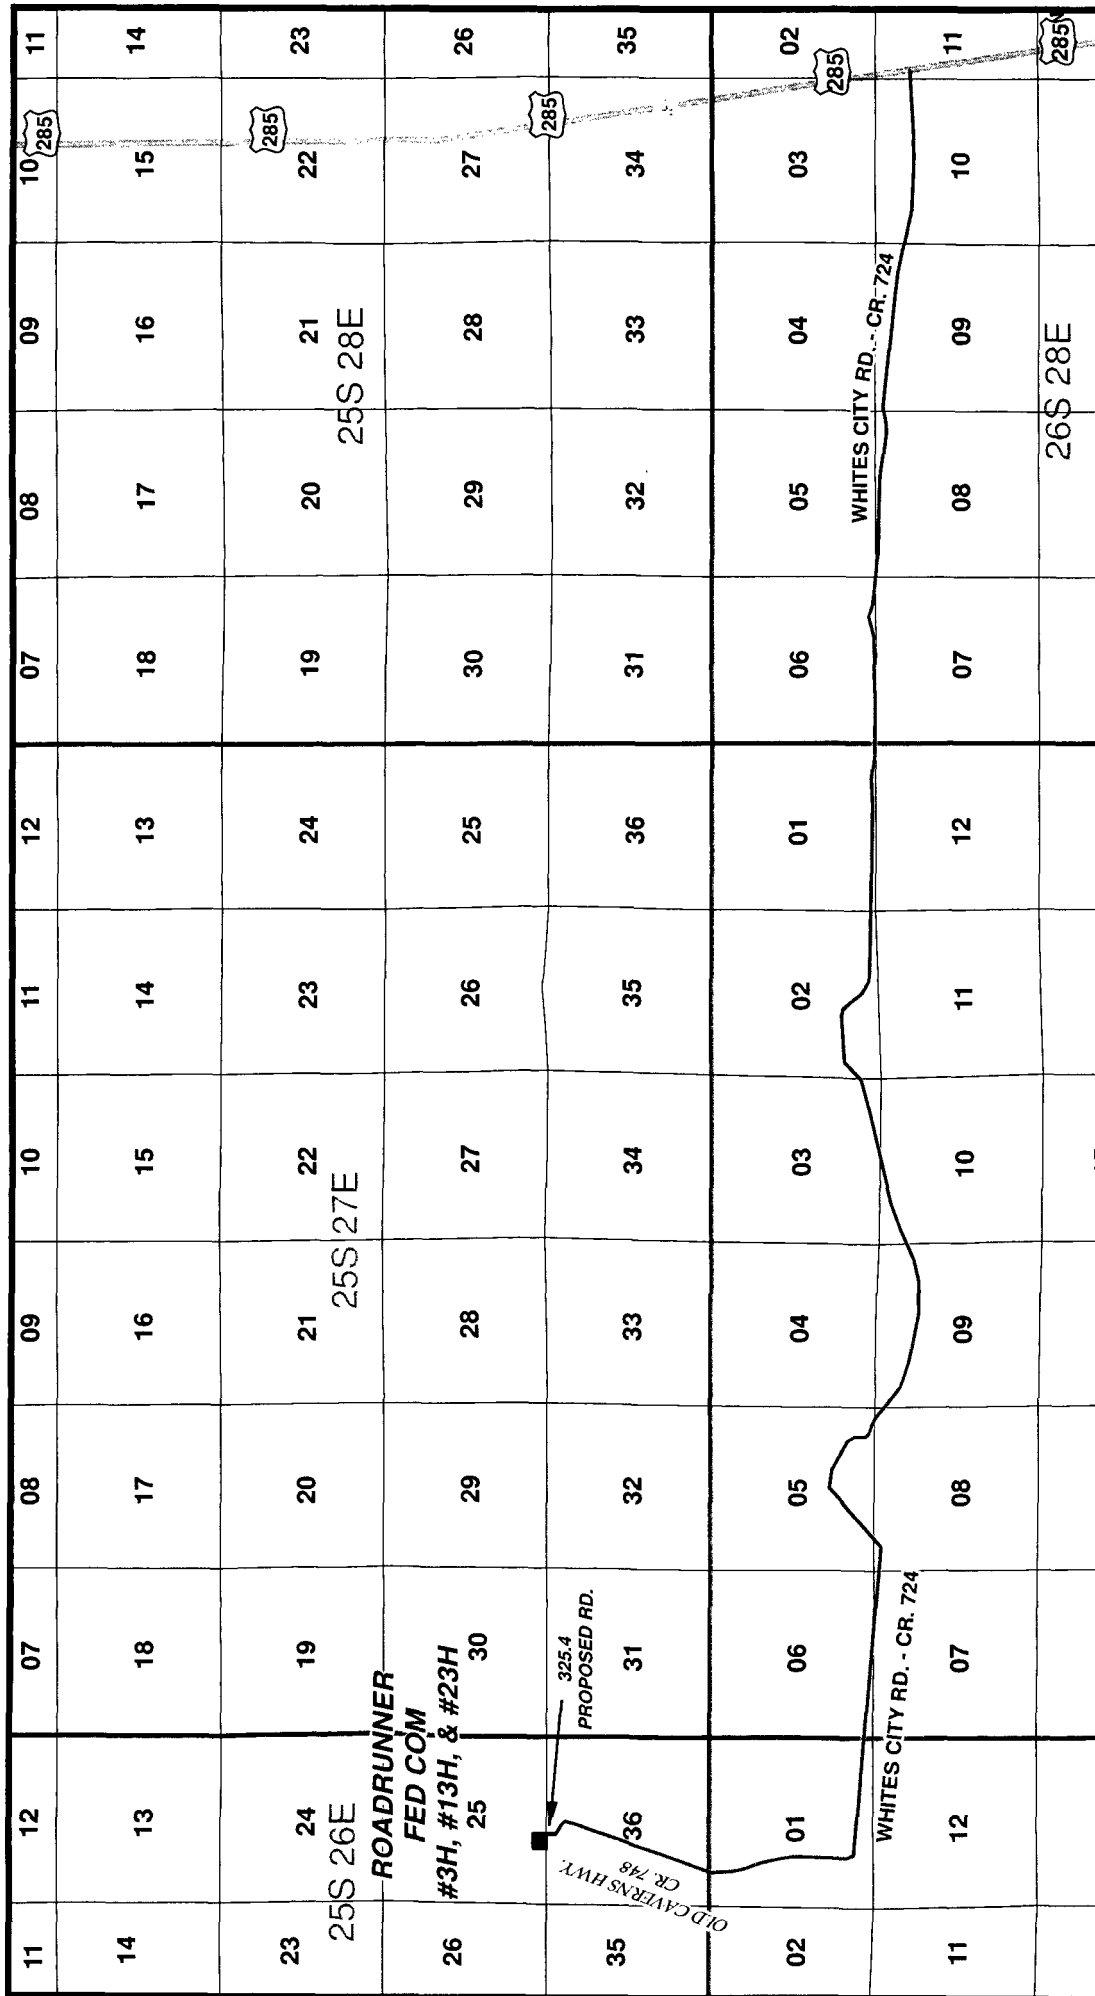 11 12 07 08 09 10 11 12 07 08 09 10 11
285
14 13 18 17 16 15 14 13 18 17 16 15 14
285
23 24 19 20 21 22 23 24 19 20 21 22 23
25S 26E
25S 27E
25S 28E
ROADRUNNER
FED COM
#3H, #13H, & #23H
26 25 30 29 28 27 26 25 30 29 28 27 26
285
325.4
PROPOSED RD.
35 36 31 32 33 34 35 36 31 32 33 34 35
OLD CAVERNS HWY.
CR. 748
02 01 06 05 04 03 02 01 06 05 04 03 02
285
WHITES CITY RD. - CR. 724
WHITES CITY RD. - CR. 724
11 12 07 08 09 10 11 12 07 08 09 10 11
26S 28E
285